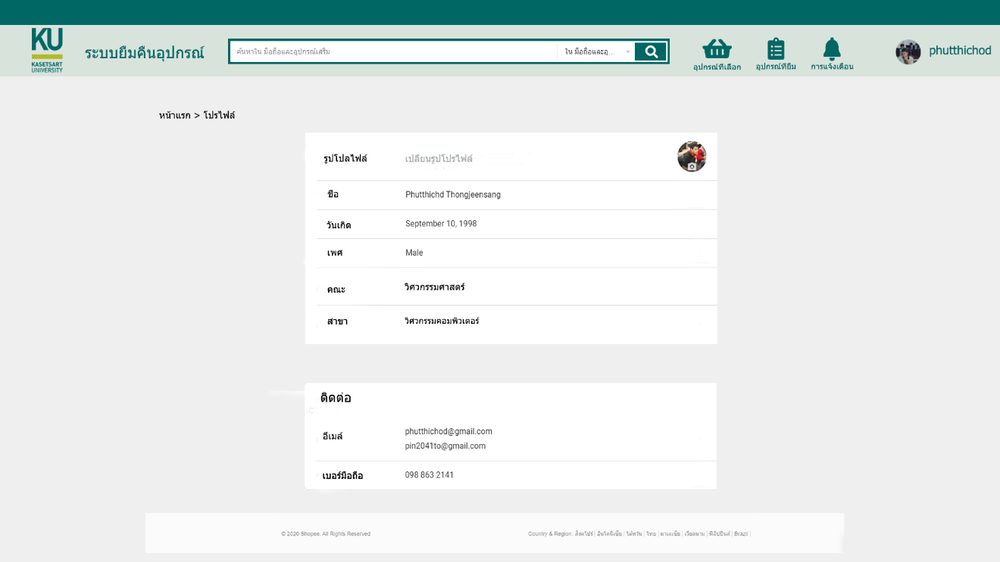 KU
KASETSART
UNIVERSITY
ระบบยืมคืนอุปกรณ์
ค้นหาใน มือถือและอุปกรณ์เสริม
ใน มือถือและอุ...
อุปกรณ์ที่เลือก
อุปกรณ์ที่ยืม
การแจ้งเตือน
phutthichod
หน้าแรก > โปรไฟล์
รูปโปลไฟล์ เปลี่ยนรูปโปรไฟล์
ชื่อ Phutthichd Thongjeensang
วันเกิด September 10, 1998
เพศ Male
คณะ วิศวกรรมศาสตร์
สาขา วิศวกรรมคอมพิวเตอร์
ติดต่อ
อีเมล์ phutthichod@gmail.com
pin2041to@gmail.com
เบอร์มือถือ 098 863 2141
© 2020 Shopee. All Rights Reserved
Country & Region: สิงคโปร์ | อินโดนีเซีย | ไต้หวัน | ไทย | มาเลเซีย | เวียดนาม | ฟิลิปปินส์ | Brazil |